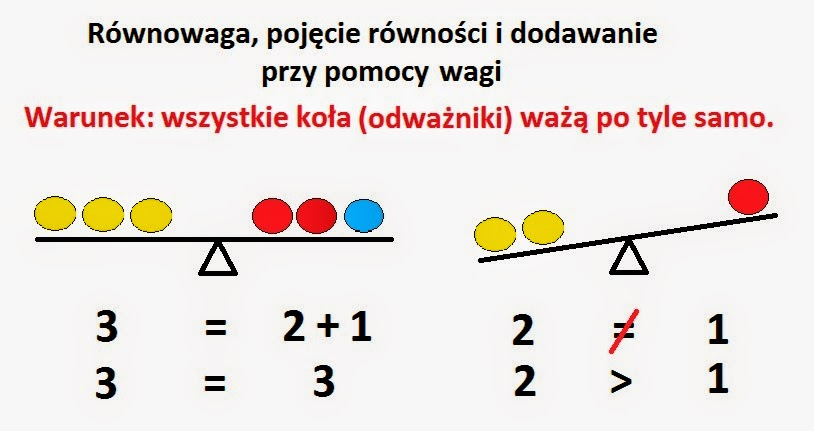 Równowaga, pojęcie równości i dodawanie
przy pomocy wagi
Warunek: wszystkie koła (odważniki) ważą po tyle samo.
3 = 2 + 1
3 = 3
2 ≠ 1
2 > 1